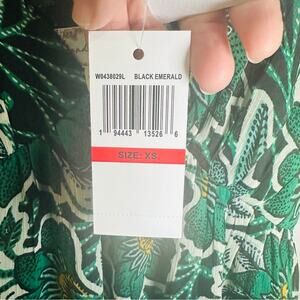 W0438029L BLACK EMERALD
1 94443 13526 6
SIZE: XS